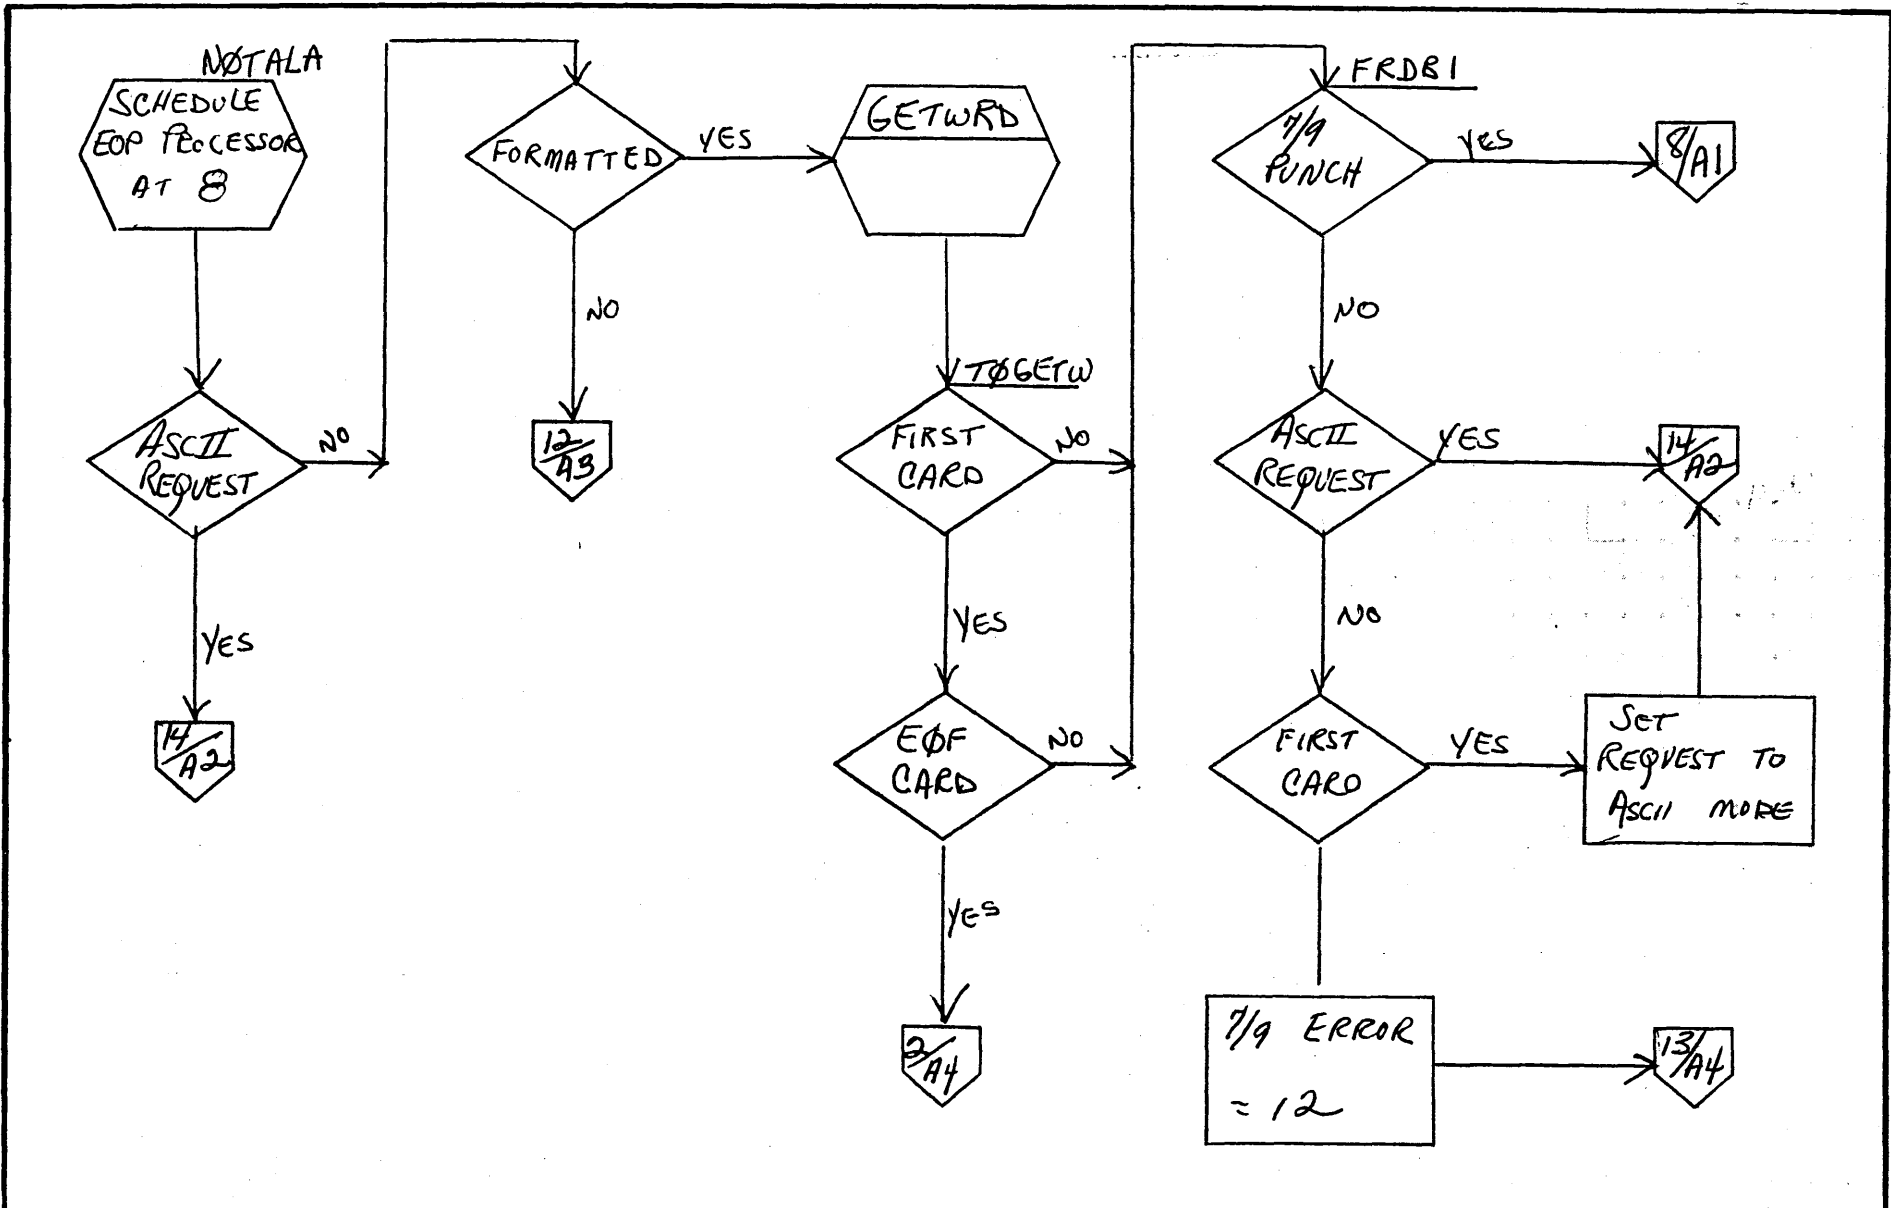 NØTALA
SCHEDULE
EOP PROCESSOR
AT 8
ASCII
REQUEST
NO
YES
14/A2
FORMATTED
YES
NO
12/A3
GETWRD
TØGETW
FIRST
CARD
NO
YES
EØF
CARD
NO
YES
2/A4
FRDB1
7/9
PUNCH
YES
8/A1
NO
ASCII
REQUEST
YES
14/A2
NO
FIRST
CARD
YES
SET
REQUEST TO
ASCII MODE
7/9 ERROR
= 12
13/A4